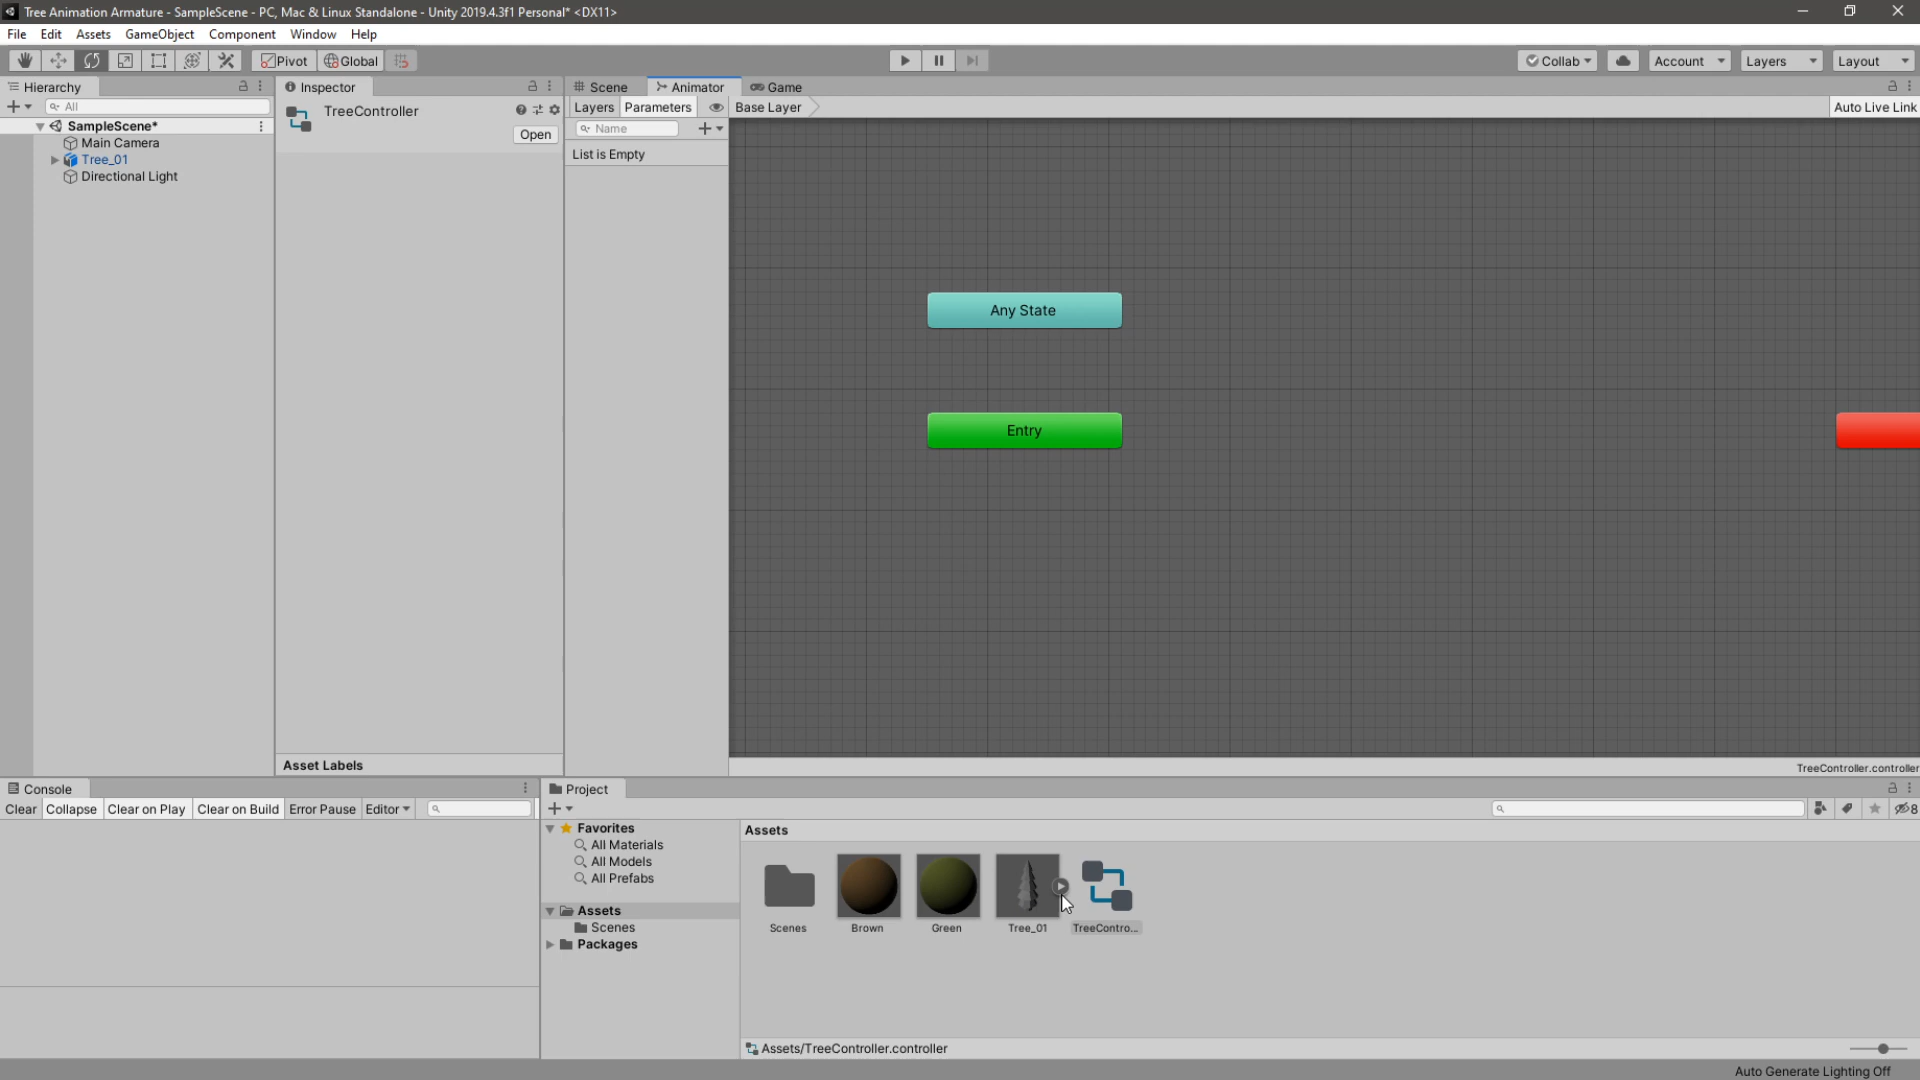 Tree Animation Armature - SampleScene - PC, Mac & Linux Standalone - Unity 2019.4.3f1 Personal* <DX11>
File Edit Assets GameObject Component Window Help
Pivot Global Collab Account Layers Layout
Hierarchy
All
SampleScene*
Main Camera
Tree_01
Directional Light
Inspector
TreeController
Open
Asset Labels
Scene Animator Game
Layers Parameters Base Layer Auto Live Link
Name
List is Empty
Any State
Entry
TreeController.controller
Console
Clear Collapse Clear on Play Clear on Build Error Pause Editor
Project
8
Favorites
All Materials
All Models
All Prefabs
Assets
Scenes
Packages
Assets
Scenes Brown Green Tree_01 TreeContro...
Assets/TreeController.controller
Auto Generate Lighting Off